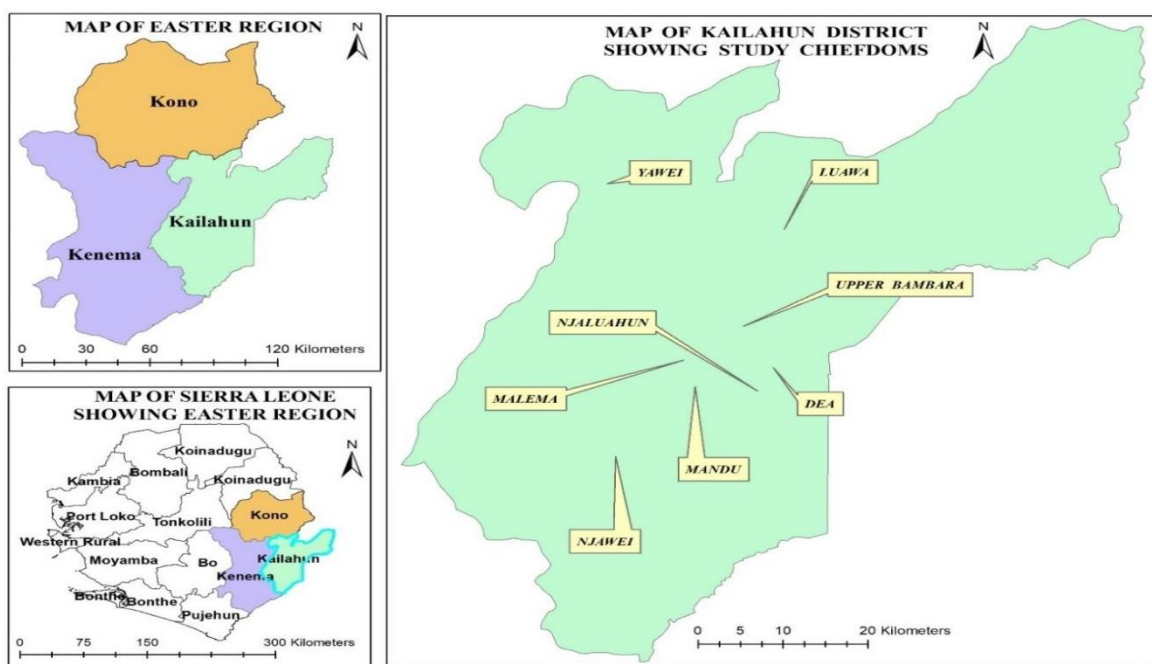 MAP OF EASTER REGION
N
Kono
Kailahun
Kenema
0 30 60 120 Kilometers
MAP OF SIERRA LEONE
SHOWING EASTER REGION
N
Koinadugu
Bombali
Koinadugu
Kambia
Kono
Port Loko
Tonkolili
Western Rural
Moyamba
Bo
Kailahun
Kenema
Bonthe
Bonthe
Pujehun
0 75 150 300 Kilometers
MAP OF KAILAHUN DISTRICT
SHOWING STUDY CHIEFDOMS
N
YAWEI
LUAWA
UPPER BAMBARA
NJALUAHUN
MALEMA
DEA
MANDU
NJAWEI
0 5 10 20 Kilometers